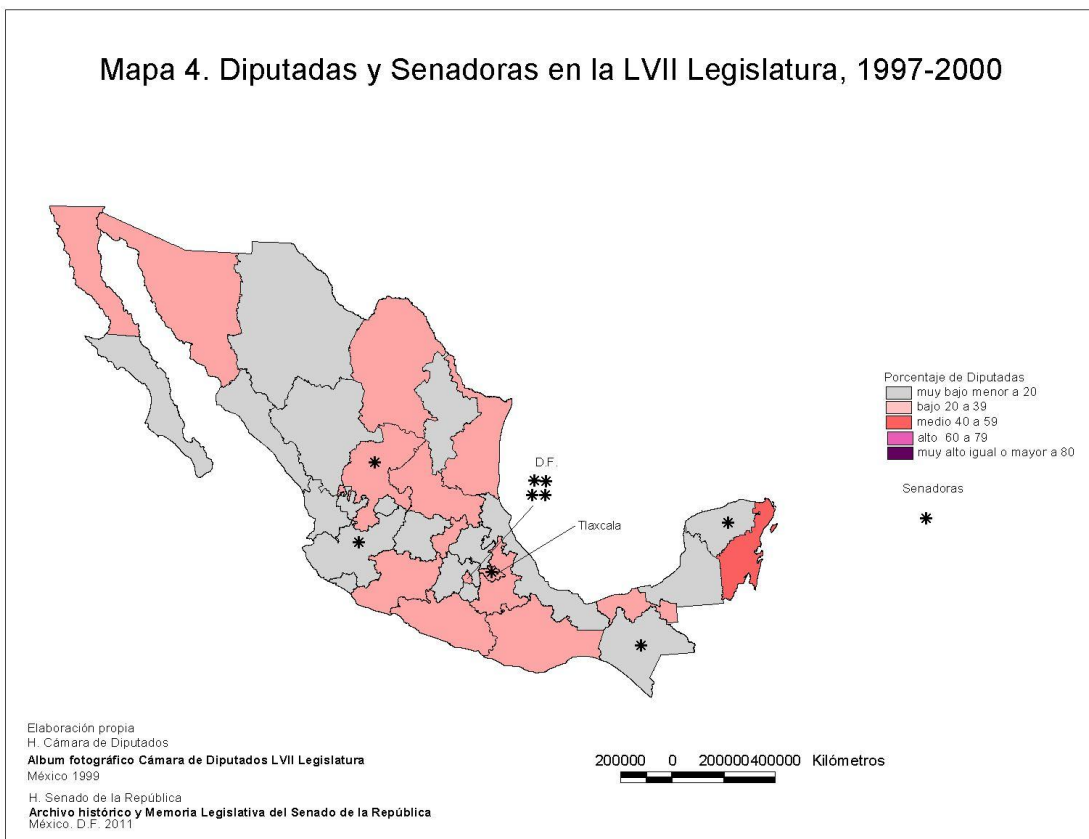 Mapa 4. Diputadas y Senadoras en la LVII Legislatura, 1997-2000
Porcentaje de Diputadas
muy bajo menor a 20
bajo 20 a 39
medio 40 a 59
alto 60 a 79
muy alto igual o mayor a 80
Senadoras
D.F.
Tlaxcala
Elaboración propia
H. Cámara de Diputados
Album fotográfico Cámara de Diputados LVII Legislatura
México 1999
H. Senado de la República
Archivo histórico y Memoria Legislativa del Senado de la República
México. D.F. 2011
200000 0 200000400000 Kilómetros